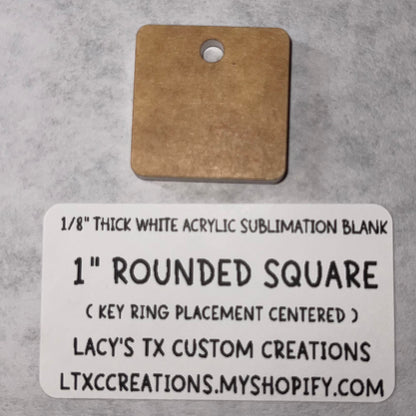 1/8" THICK WHITE ACRYLIC SUBLIMATION BLANK
1" ROUNDED SQUARE
( KEY RING PLACEMENT CENTERED )
LACY'S TX CUSTOM CREATIONS
LTXCCREATIONS.MYSHOPIFY.COM